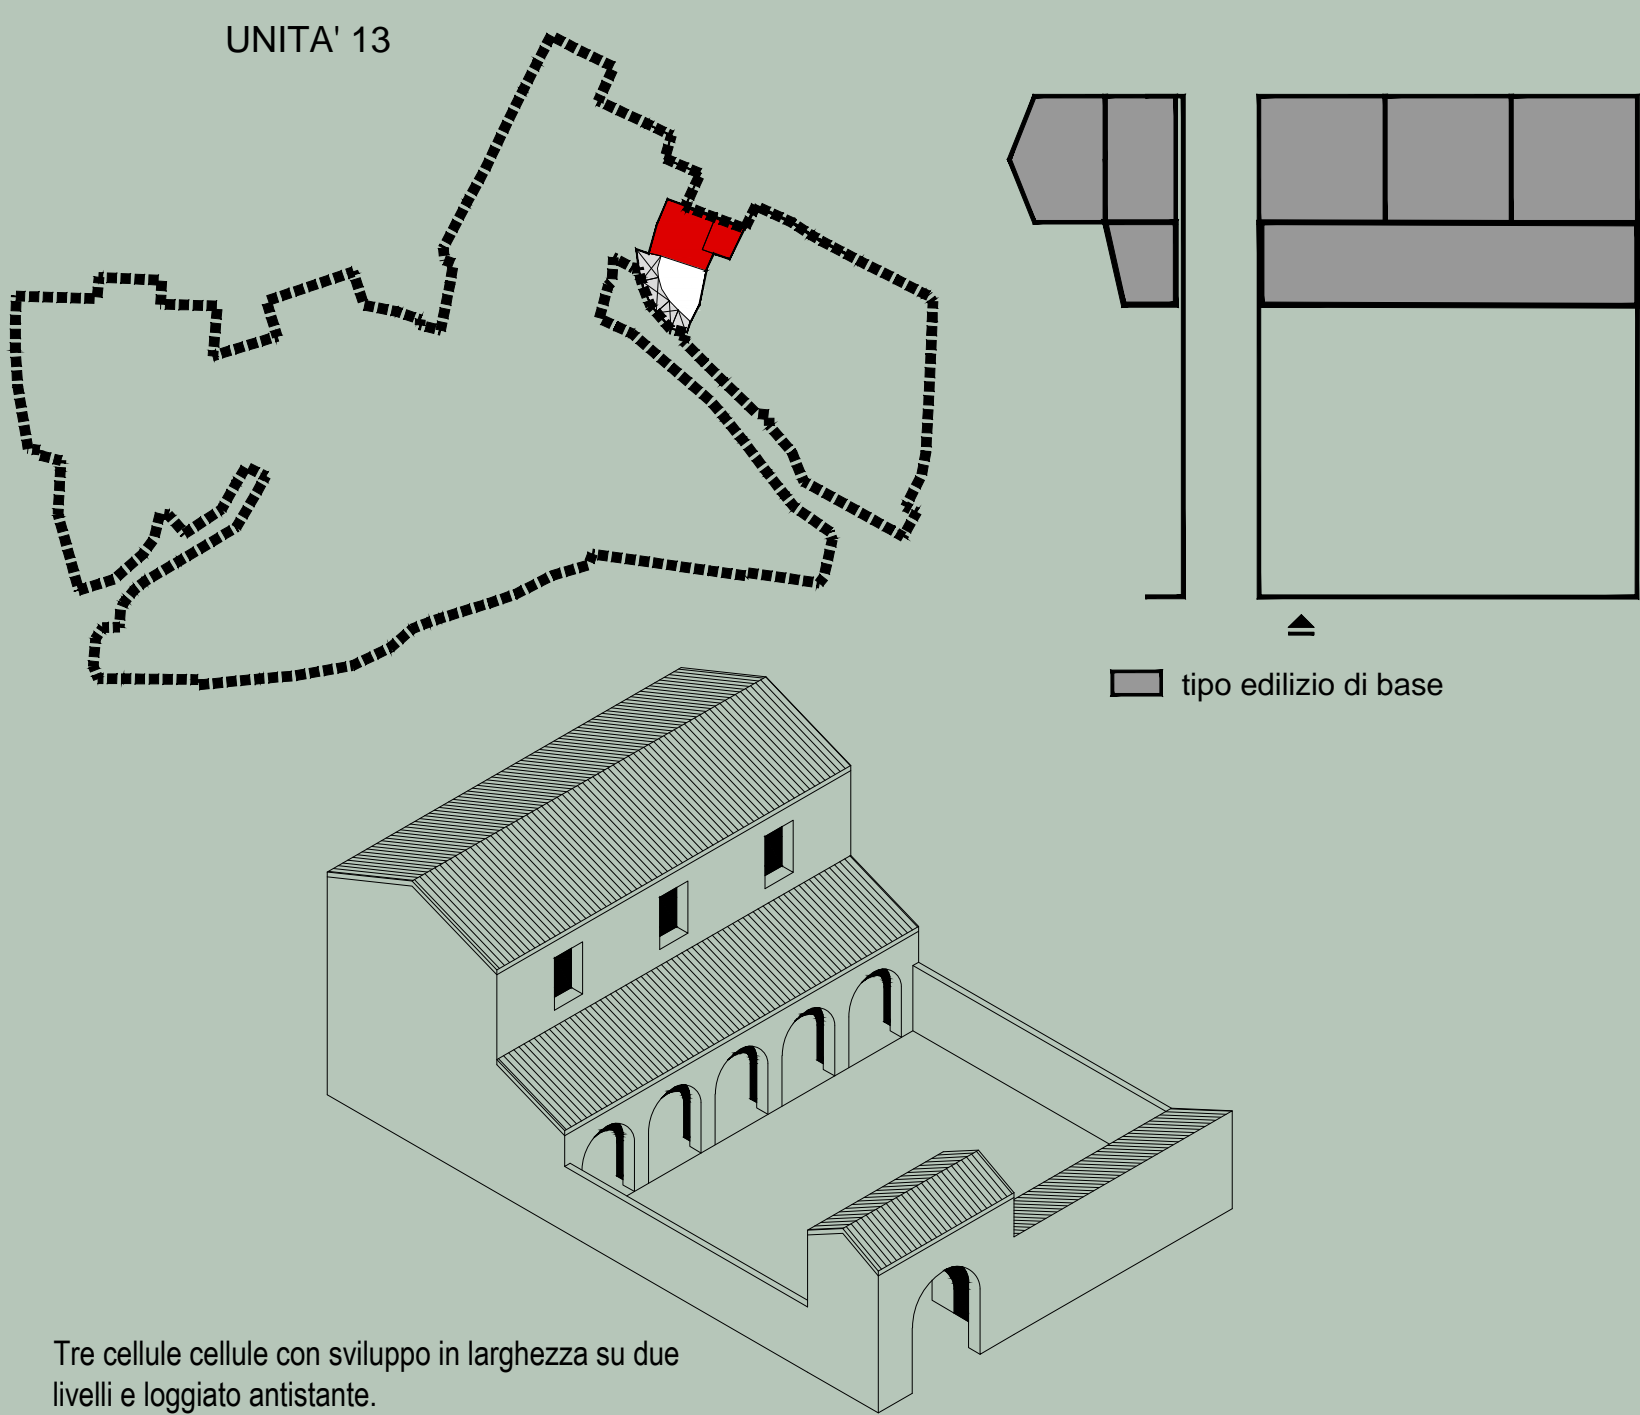 UNITA' 13
tipo edilizio di base
Tre cellule cellule con sviluppo in larghezza su due
livelli e loggiato antistante.